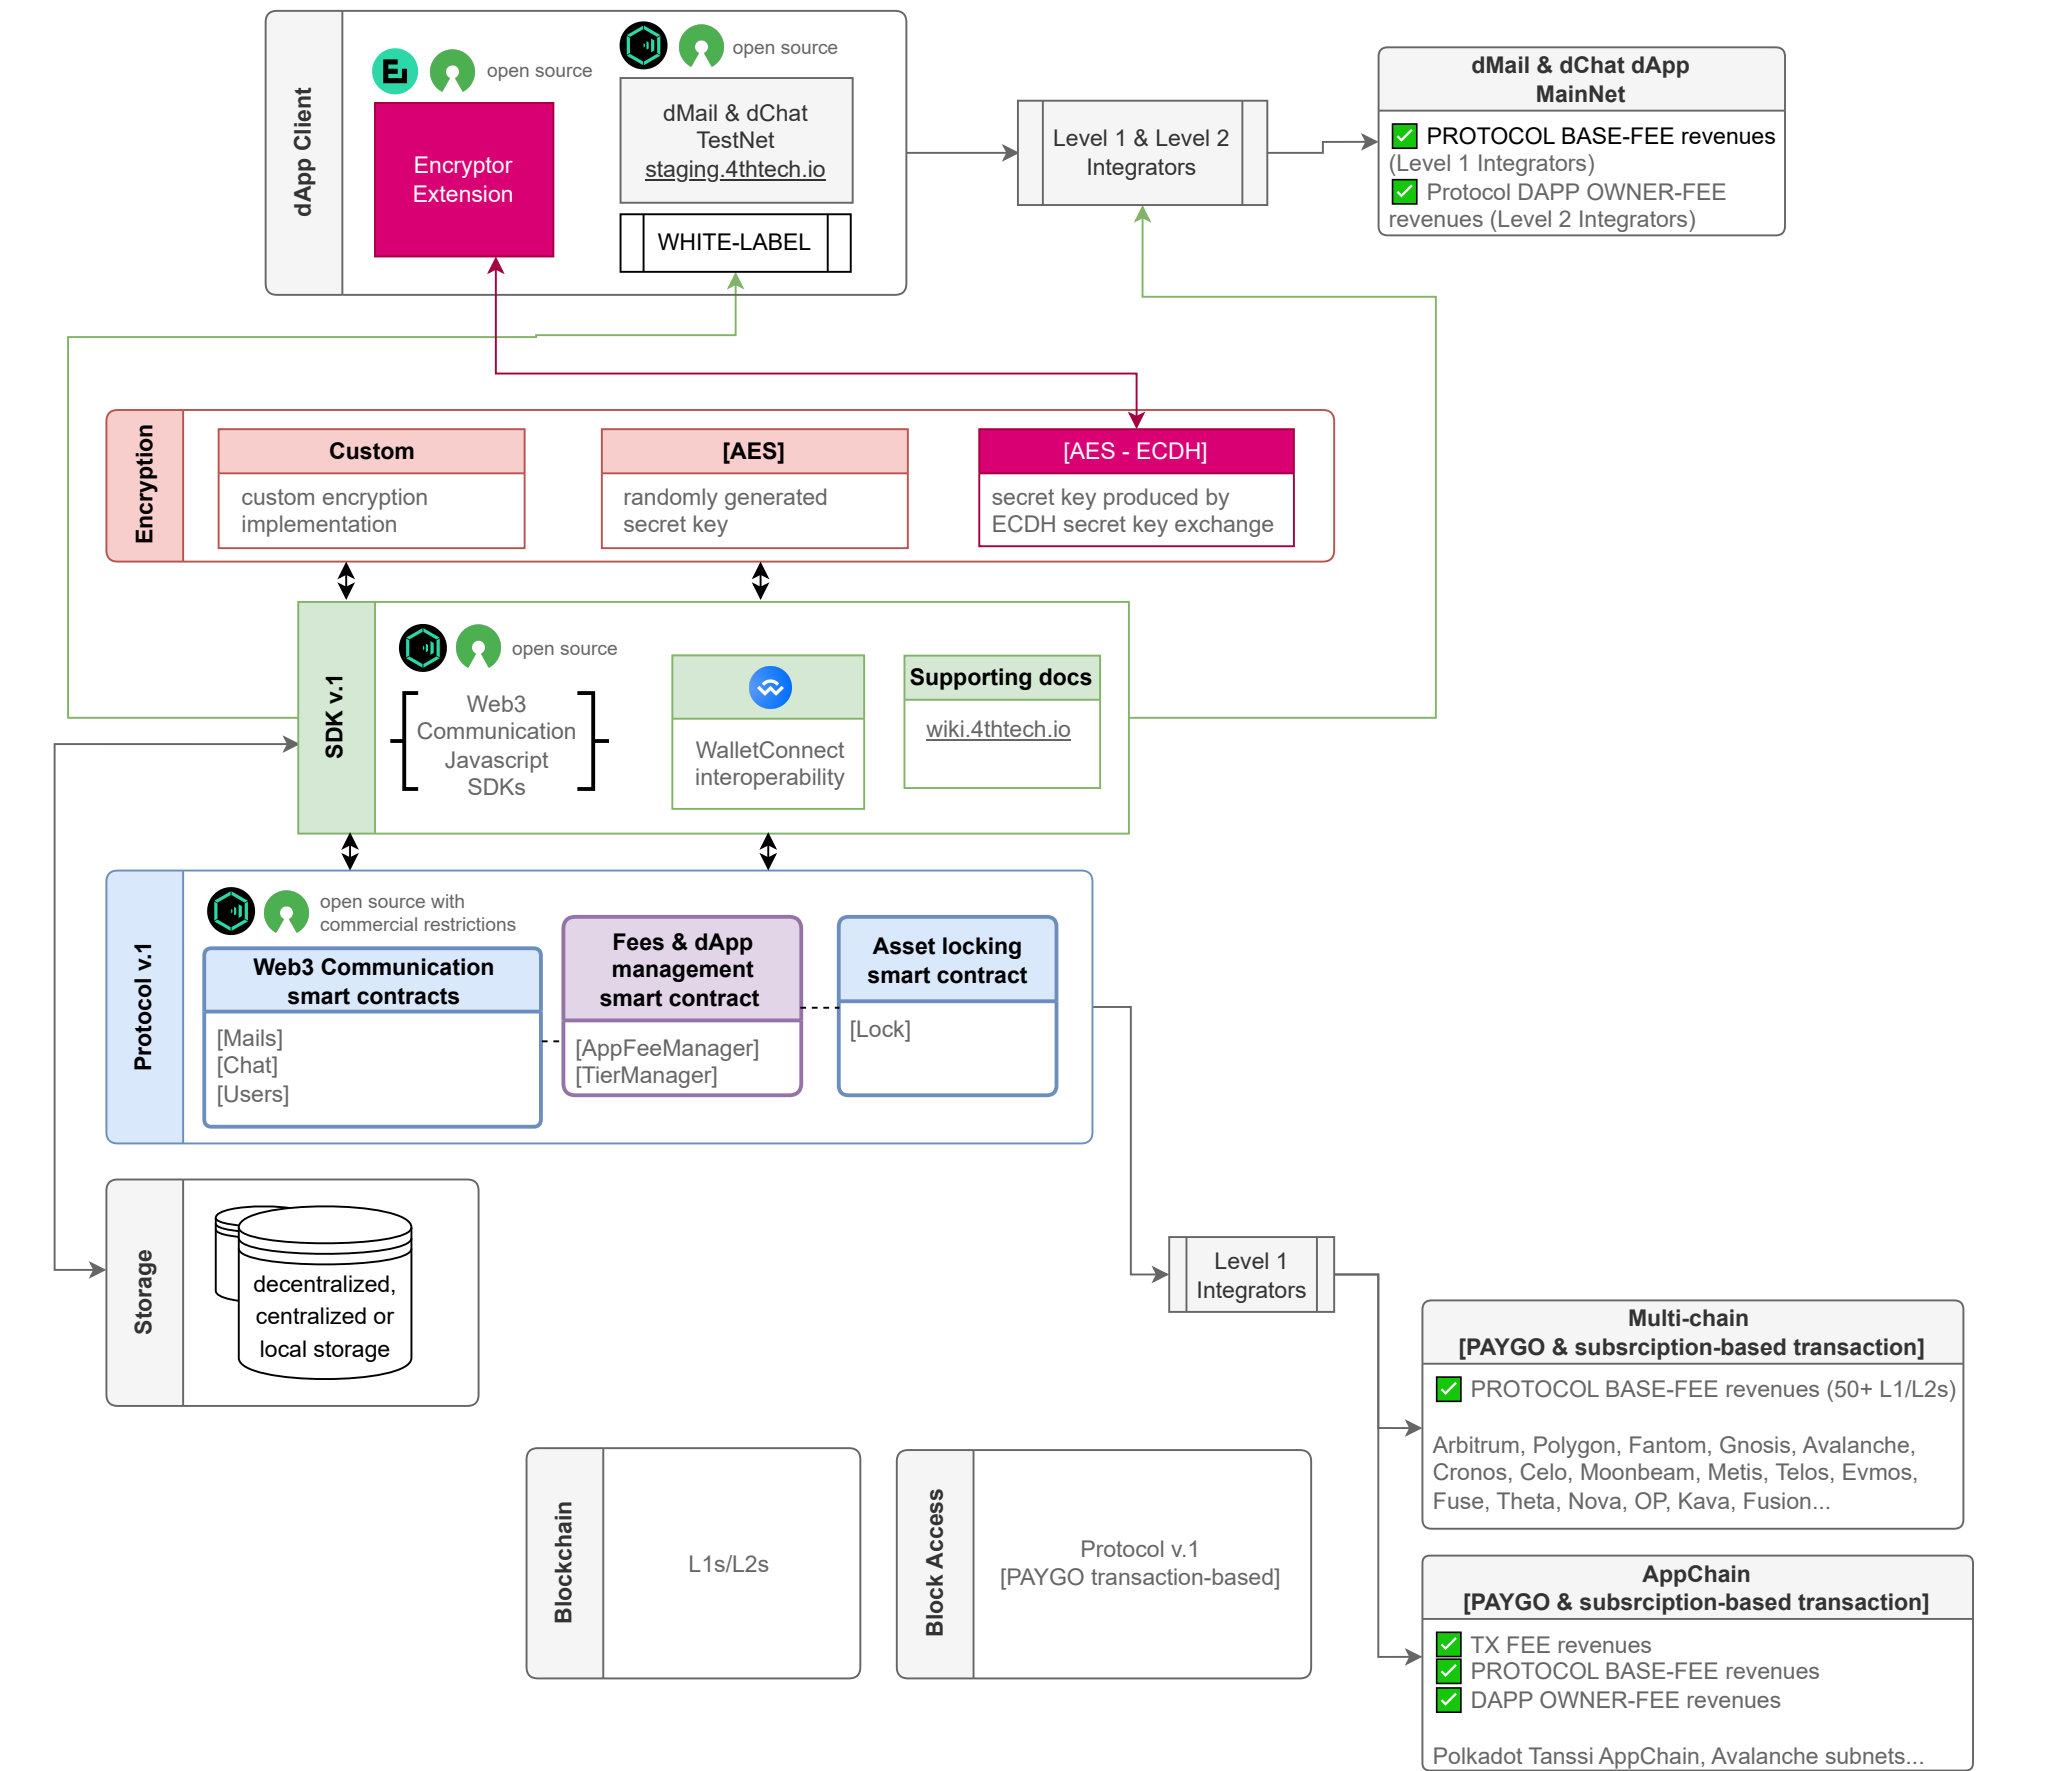 dApp Client
open source
Encryptor
Extension
open source
dMail & dChat
TestNet
staging.4thtech.io
WHITE-LABEL
Level 1 & Level 2
Integrators
dMail & dChat dApp
MainNet
✅ PROTOCOL BASE-FEE revenues
(Level 1 Integrators)
✅ Protocol DAPP OWNER-FEE
revenues (Level 2 Integrators)
Encryption
Custom
custom encryption
implementation
[AES]
randomly generated
secret key
[AES - ECDH]
secret key produced by
ECDH secret key exchange
SDK v.1
open source
Web3
Communication
Javascript
SDKs
WalletConnect
interoperability
Supporting docs
wiki.4thtech.io
Protocol v.1
open source with
commercial restrictions
Web3 Communication
smart contracts
[Mails]
[Chat]
[Users]
Fees & dApp
management
smart contract
[AppFeeManager]
[TierManager]
Asset locking
smart contract
[Lock]
Storage
decentralized,
centralized or
local storage
Level 1
Integrators
Multi-chain
[PAYGO & subsrciption-based transaction]
✅ PROTOCOL BASE-FEE revenues (50+ L1/L2s)
Arbitrum, Polygon, Fantom, Gnosis, Avalanche,
Cronos, Celo, Moonbeam, Metis, Telos, Evmos,
Fuse, Theta, Nova, OP, Kava, Fusion...
Blockchain
L1s/L2s
Block Access
Protocol v.1
[PAYGO transaction-based]
AppChain
[PAYGO & subsrciption-based transaction]
✅ TX FEE revenues
✅ PROTOCOL BASE-FEE revenues
✅ DAPP OWNER-FEE revenues
Polkadot Tanssi AppChain, Avalanche subnets...